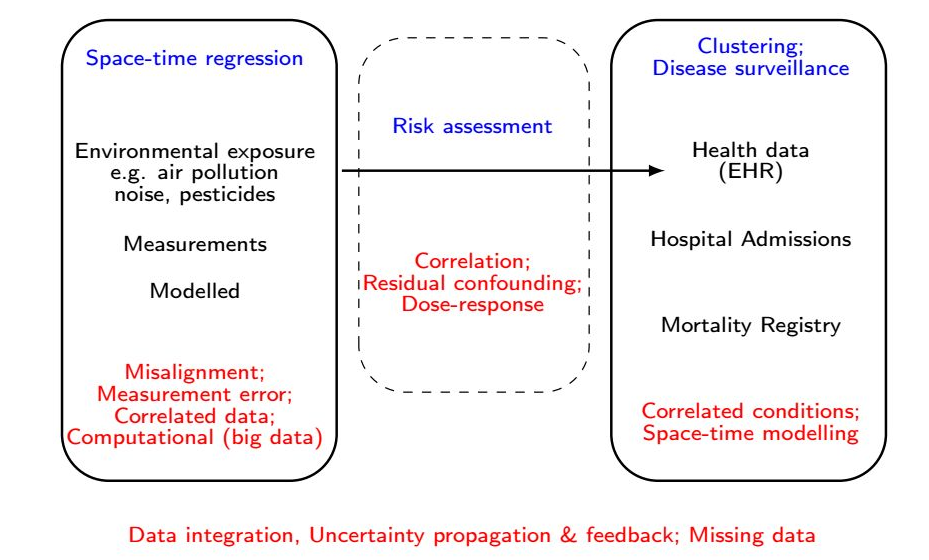 Space-time regression
Environmental exposure
e.g. air pollution
noise, pesticides
Measurements
Modelled
Misalignment;
Measurement error;
Correlated data;
Computational (big data)
Risk assessment
Correlation;
Residual confounding;
Dose-response
Clustering;
Disease surveillance
Health data
(EHR)
Hospital Admissions
Mortality Registry
Correlated conditions;
Space-time modelling
Data integration, Uncertainty propagation & feedback; Missing data